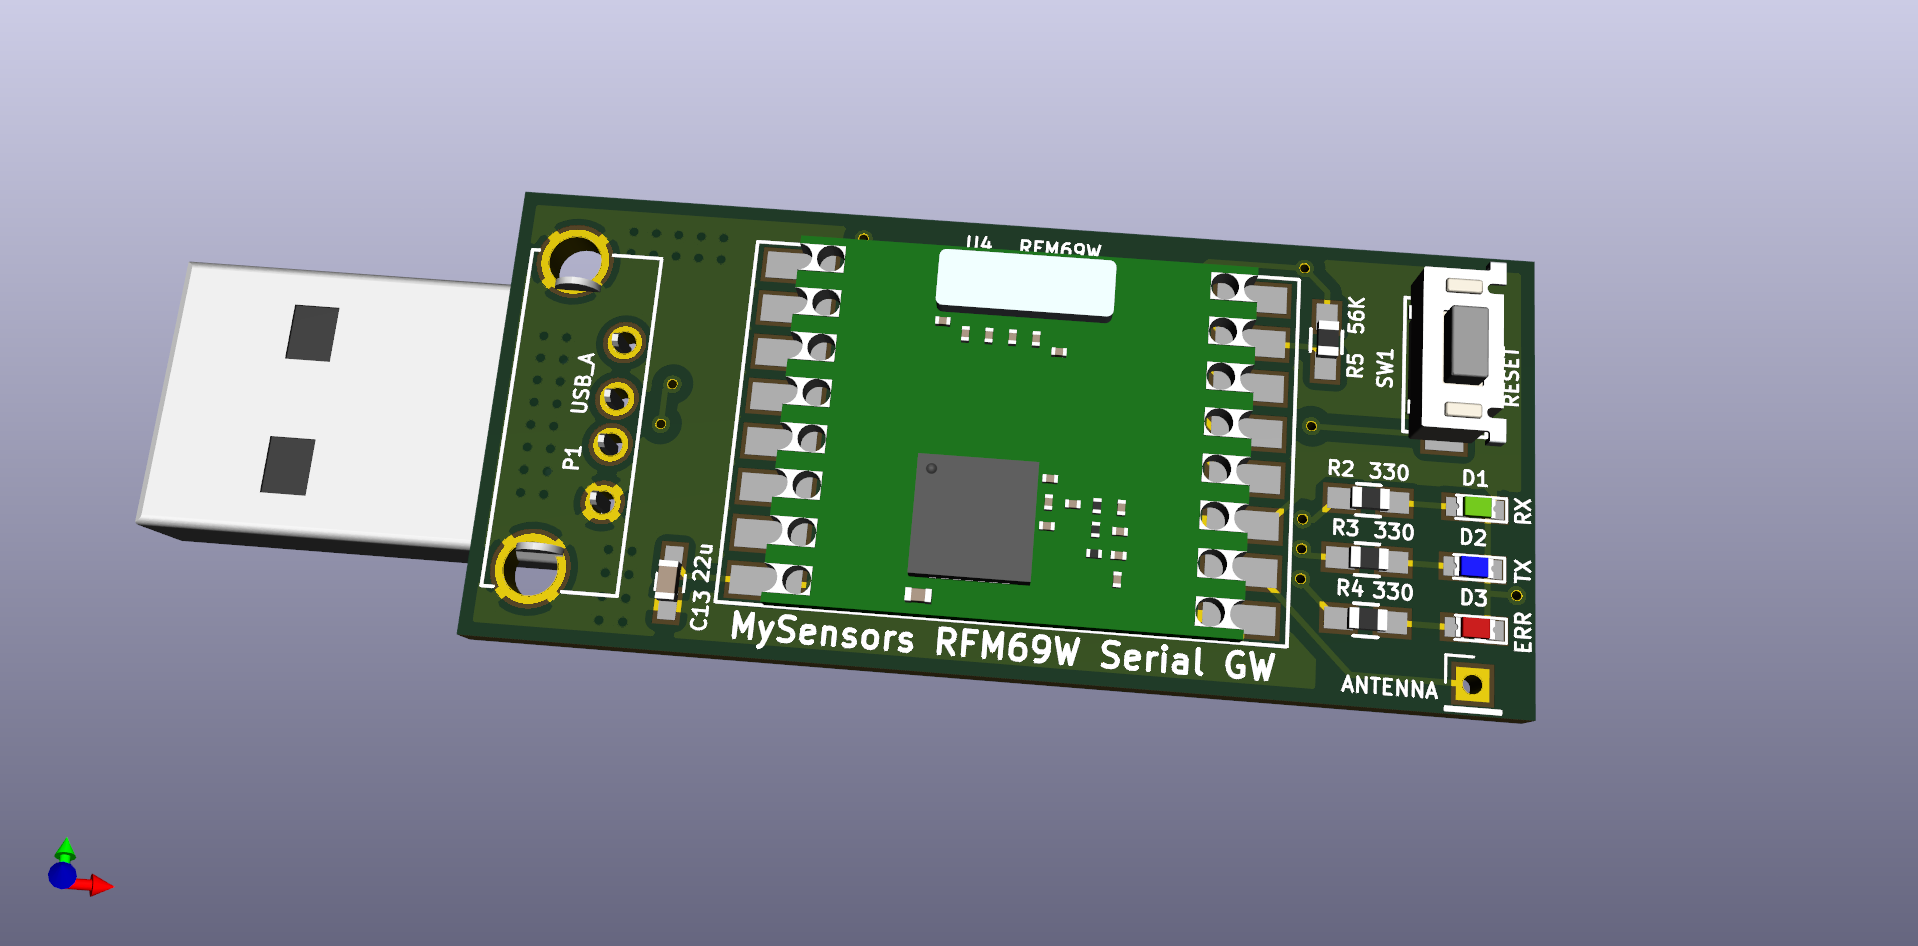 U4 RFM69W
USB_A
P1
C13 22u
R5 56K
SW1
RESET
R2 330
D1
RX
R3 330
D2
TX
R4 330
D3
ERR
MySensors RFM69W Serial GW
ANTENNA